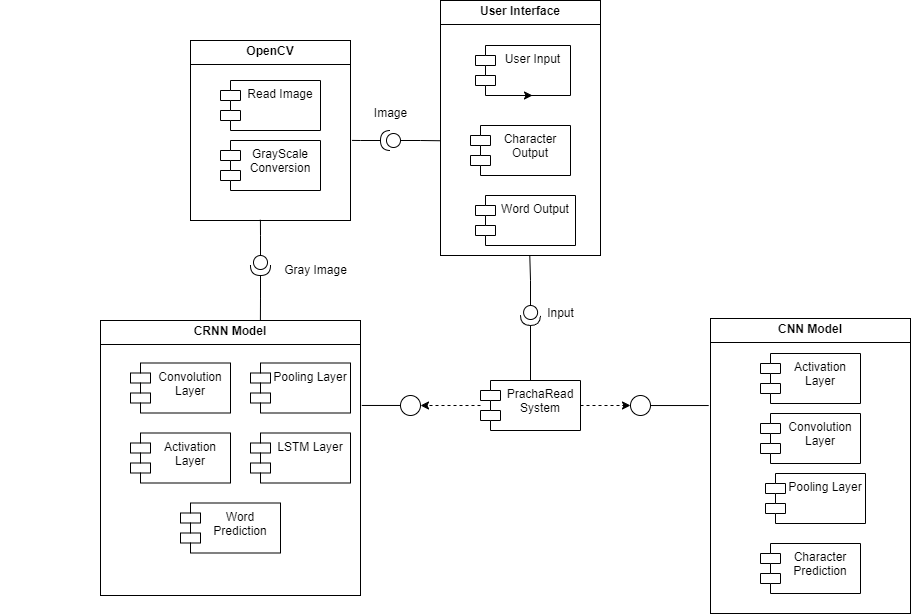 User Interface
User Input
Character
Output
Word Output
OpenCV
Read Image
GrayScale
Conversion
Image
Gray Image
Input
CRNN Model
Convolution
Layer
Pooling Layer
Activation
Layer
LSTM Layer
Word
Prediction
PrachaRead
System
CNN Model
Activation
Layer
Convolution
Layer
Pooling Layer
Character
Prediction